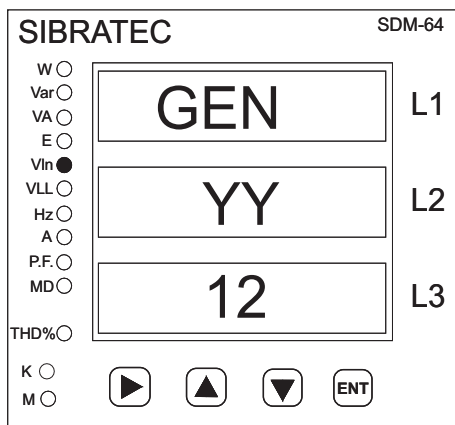 SIBRATEC SDM-64
W
Var
VA
E
Vln
VLL
Hz
A
P.F.
MD
THD%
K
M
GEN L1
YY L2
12 L3
ENT